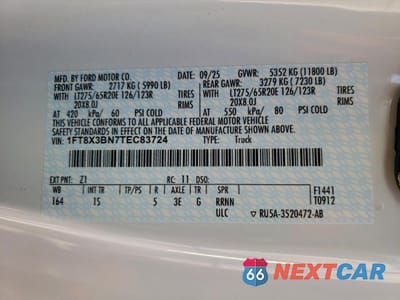 MFD. BY FORD MOTOR CO.
09/25 GVWR: 5352 KG (11800 LB)
FRONT GAWR: 2717 KG (5990 LB) REAR GAWR: 3279 KG (7230 LB)
WITH LT275/65R20E 126/123R TIRES WITH LT275/65R20E 126/123R TIRES
20X8.0J RIMS 20X8.0J RIMS
AT 420 kPa/ 60 PSI COLD AT 550 kPa/ 80 PSI COLD
THIS VEHICLE CONFORMS TO ALL APPLICABLE FEDERAL MOTOR VEHICLE SAFETY
STANDARDS IN EFFECT ON THE DATE OF MANUFACTURE SHOWN ABOVE.
VIN: 1FT8X3BN7TEC83724 TYPE: Truck
EXT PNT: Z1 RC: 11 DSO:
WB INT TR TP/PS R AXLE TR SPR F1441
164 IS 5 3E G RRNN T0912
ULC RU5A-3520472-AB
66 NEXTCAR